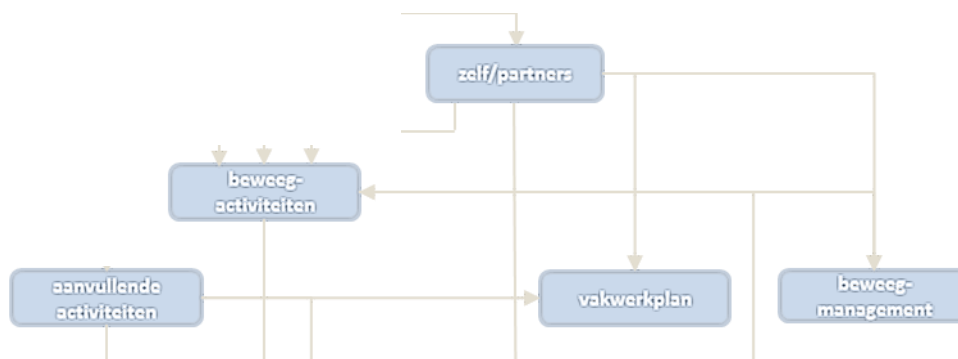 zelf/partners
beweeg-
activiteiten
aanvullende
activiteiten
vakwerkplan
beweeg-
management